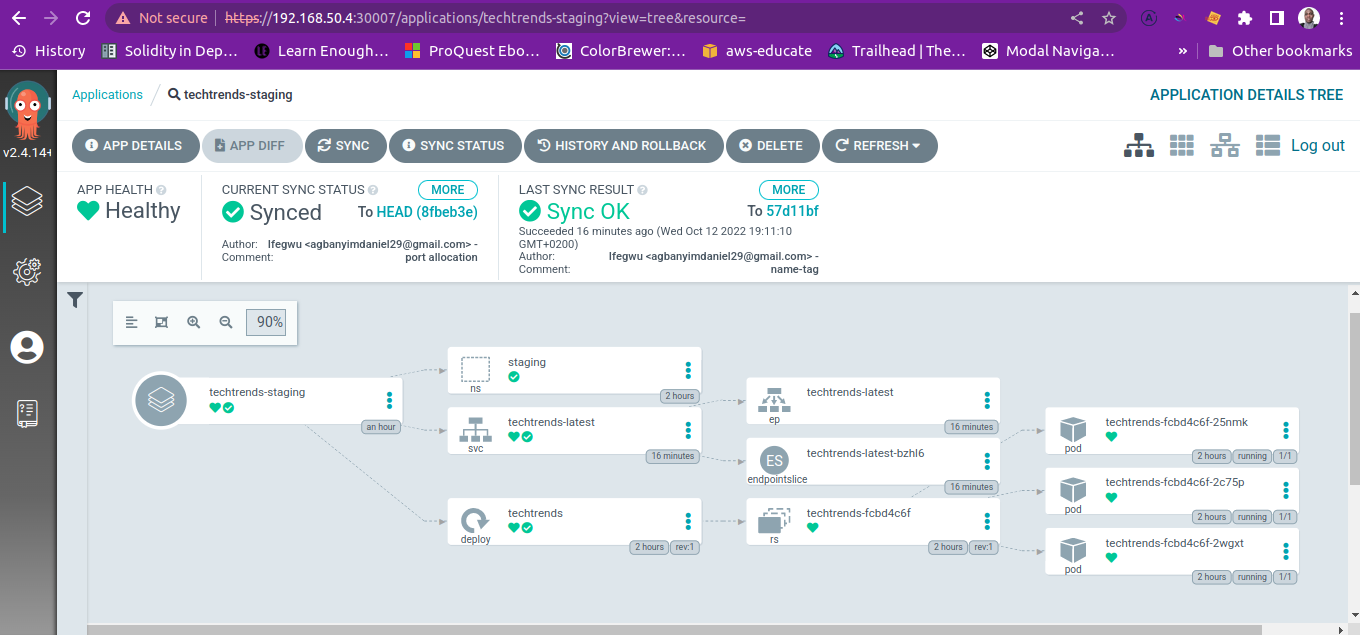 Not secure https://192.168.50.4:30007/applications/techtrends-staging?view=tree&resource=
History Solidity in Dep… Learn Enough… ProQuest Ebo… ColorBrewer:… aws-educate Trailhead | The… Modal Naviga… » Other bookmarks
v2.4.14+
Applications techtrends-staging APPLICATION DETAILS TREE
APP DETAILS APP DIFF SYNC SYNC STATUS HISTORY AND ROLLBACK DELETE REFRESH Log out
APP HEALTH
Healthy
CURRENT SYNC STATUS MORE
Synced To HEAD (8fbeb3e)
Author: Ifegwu <agbanyimdaniel29@gmail.com> -
Comment: port allocation
LAST SYNC RESULT MORE
Sync OK To 57d11bf
Succeeded 16 minutes ago (Wed Oct 12 2022 19:11:10
GMT+0200)
Author: Ifegwu <agbanyimdaniel29@gmail.com> -
Comment: name-tag
90%
techtrends-staging
an hour
staging
ns
2 hours
techtrends-latest
svc
16 minutes
techtrends
deploy
2 hours rev:1
techtrends-latest
ep
16 minutes
ES
techtrends-latest-bzhl6
endpointslice
16 minutes
techtrends-fcbd4c6f
rs
2 hours rev:1
techtrends-fcbd4c6f-25nmk
pod
2 hours running 1/1
techtrends-fcbd4c6f-2c75p
pod
2 hours running 1/1
techtrends-fcbd4c6f-2wgxt
pod
2 hours running 1/1